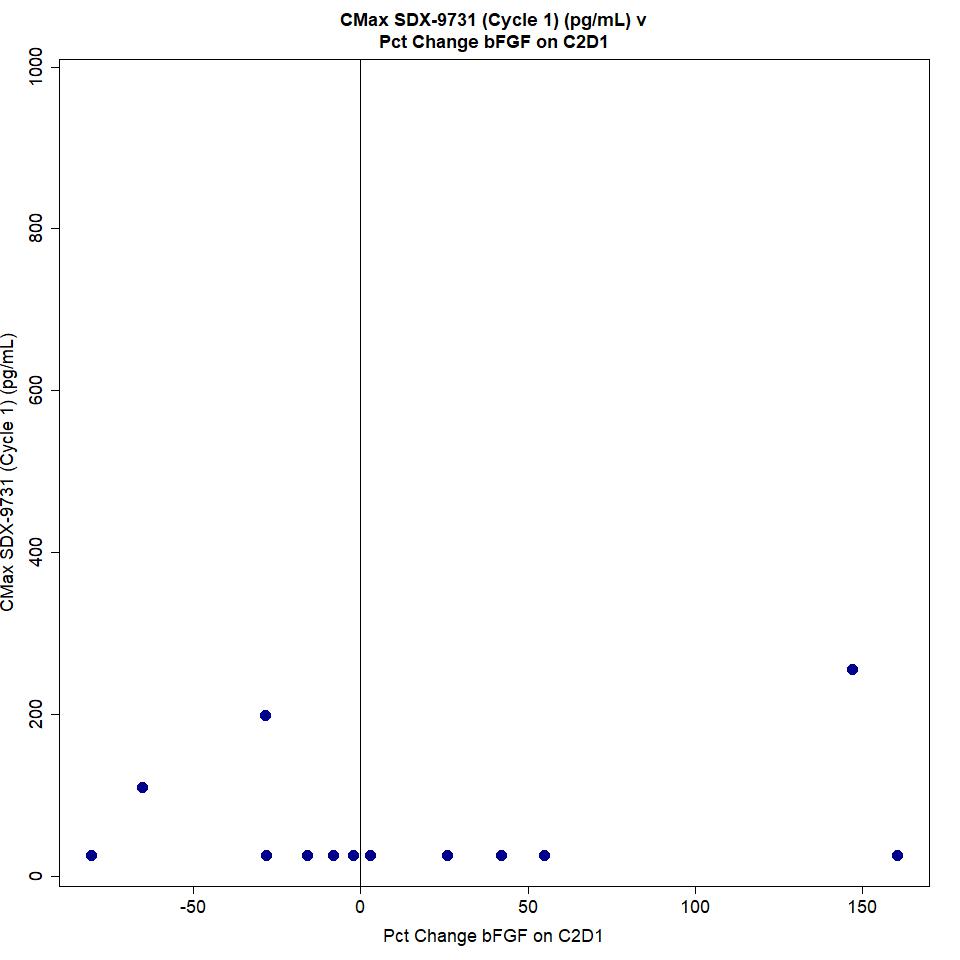 CMax SDX-9731 (Cycle 1) (pg/mL) v
Pct Change bFGF on C2D1
1000
800
600
400
200
0
CMax SDX-9731 (Cycle 1) (pg/mL)
-50
0
50
100
150
Pct Change bFGF on C2D1